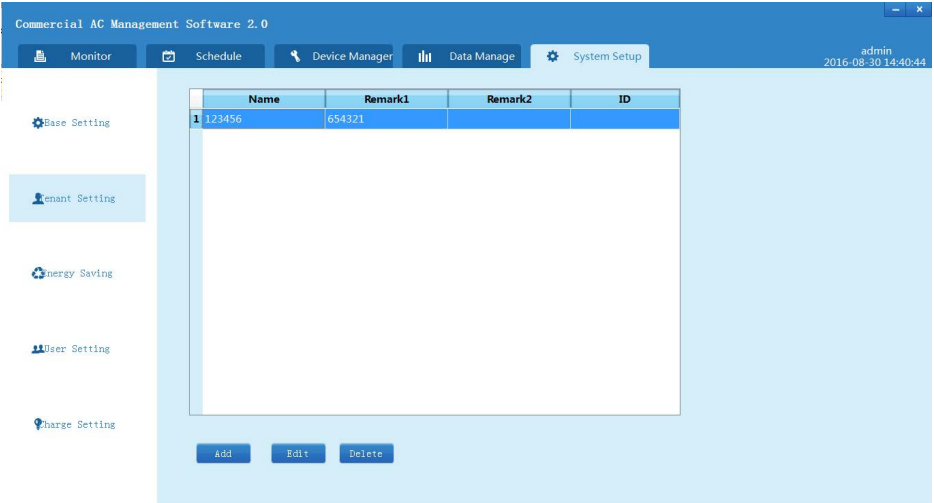 Commercial AC Management Software 2.0
Monitor Schedule Device Manager Data Manage System Setup
admin
2016-08-30 14:40:44
Name Remark1 Remark2 ID
1 123456 654321
Base Setting
Tenant Setting
Energy Saving
User Setting
Charge Setting
Add Edit Delete